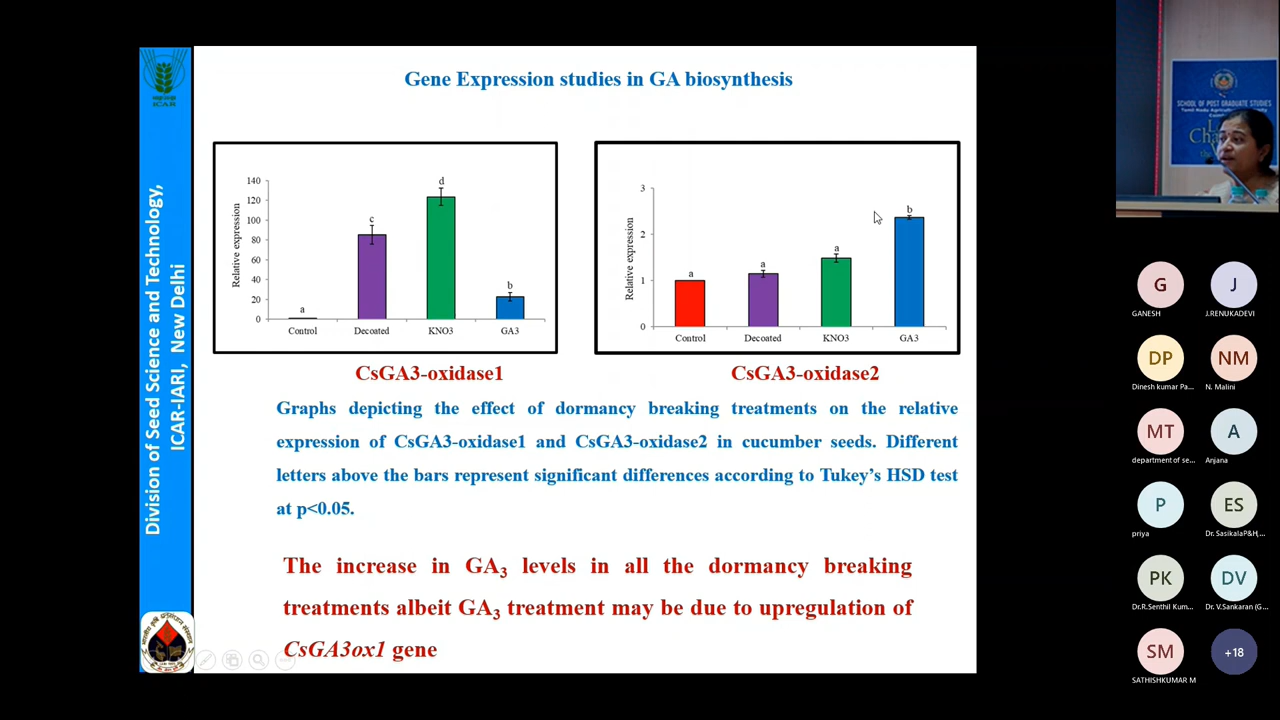 Gene Expression studies in GA biosynthesis
ICAR
Division of Seed Science and Technology,
ICAR-IARI, New Delhi
Relative expression
140
120
100
80
60
40
20
0
a
c
d
b
Control
Decoated
KNO3
GA3
CsGA3-oxidase1
Relative expression
3
2
1
0
a
a
a
b
Control
Decoated
KNO3
GA3
CsGA3-oxidase2
Graphs depicting the effect of dormancy breaking treatments on the relative
expression of CsGA3-oxidase1 and CsGA3-oxidase2 in cucumber seeds. Different
letters above the bars represent significant differences according to Tukey's HSD test
at p<0.05.
The increase in GA3 levels in all the dormancy breaking
treatments albeit GA3 treatment may be due to upregulation of
CsGA3ox1 gene
SCHOOL OF POST GRADUATE STUDIES
G
GANESH
J
J.RENUKADEVI
DP
Dinesh kumar Pa...
NM
N. Malini
MT
department of se...
A
Anjana
P
priya
ES
Dr. SasikalaP&Hj...
PK
Dr.R.Senthil Kum...
DV
Dr. V.Sankaran (G...
SM
SATHISHKUMAR M
+18